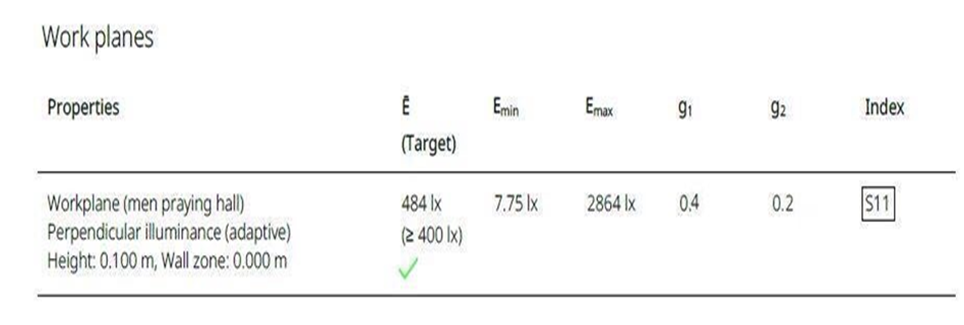 Work planes
Properties Ē Emin Emax g1 g2 Index
(Target)
Workplane (men praying hall) 484 lx 7.75 lx 2864 lx 0.4 0.2 S11
Perpendicular illuminance (adaptive) (≥ 400 lx)
Height: 0.100 m, Wall zone: 0.000 m